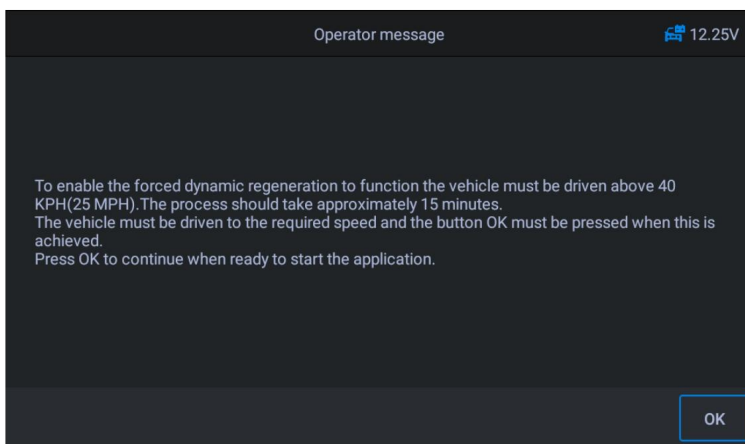 Operator message
12.25V
To enable the forced dynamic regeneration to function the vehicle must be driven above 40
KPH(25 MPH).The process should take approximately 15 minutes.
The vehicle must be driven to the required speed and the button OK must be pressed when this is
achieved.
Press OK to continue when ready to start the application.
OK